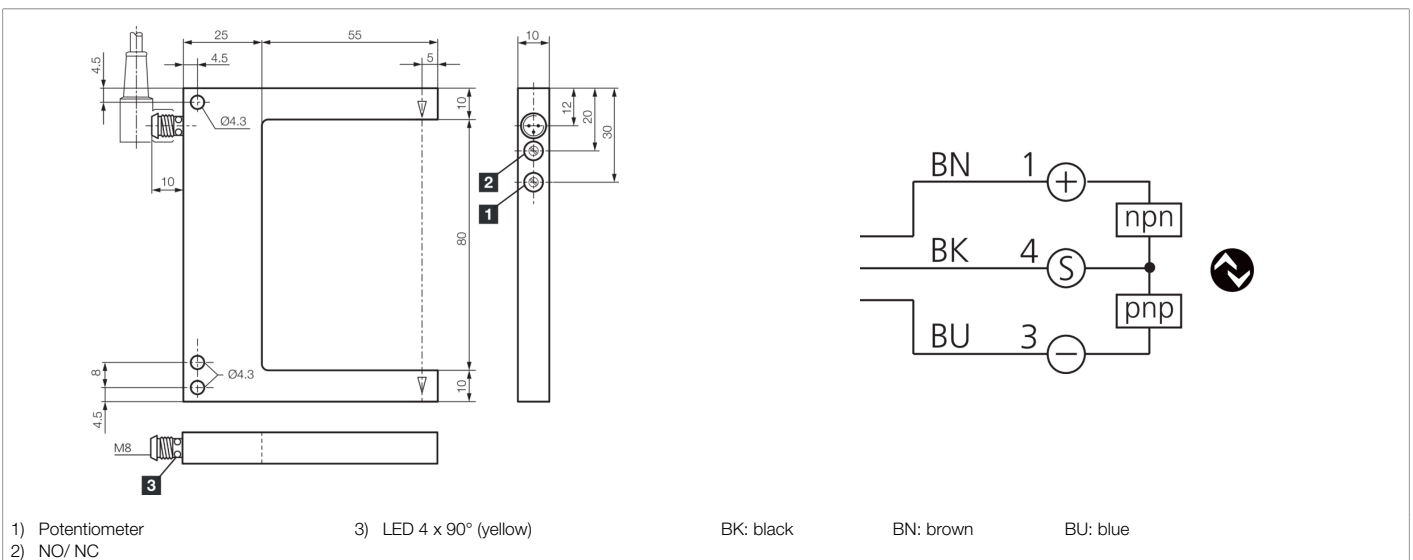 25 55 10
4.5 4.5 5
Ø4.3 10 12 20 30
10 2
1
80
BN 1 + npn
BK 4 S
pnp
BU 3 −
8 Ø4.3 10
4.5
M8
3
1) Potentiometer 3) LED 4 x 90° (yellow) BK: black BN: brown BU: blue
2) NO/ NC